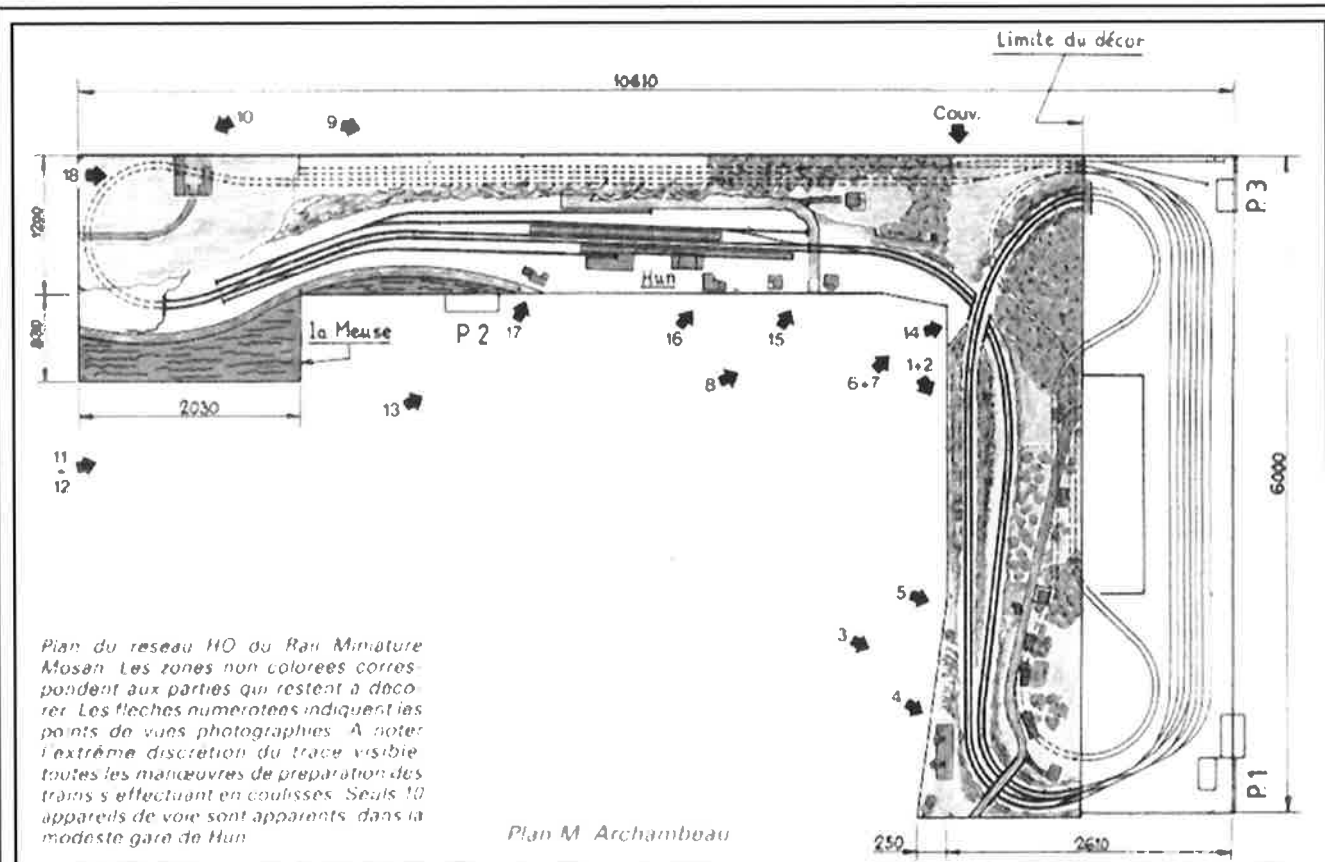 Limite du décor
10610
10
9
Couv.
18
P.3
1290
Hun
la Meuse
P.2
17
16
15
14
1+2
6+7
8
13
2030
11
+
12
6000
5
3
4
Plan du reseau HO du Rail Miniature
Mosan Les zones non colorees corres-
pondent aux parties qui restent a deco-
rer Les fleches numerotees indiquent les
points de vues photographies A noter
l'extrême discretion du trace visible
toutes les manœuvres de preparation des
trains s effectuant en coulisses Seuls 10
appareils de voie sont apparents dans la
modeste gare de Hun
Plan M Archambeau
P.1
250
2610